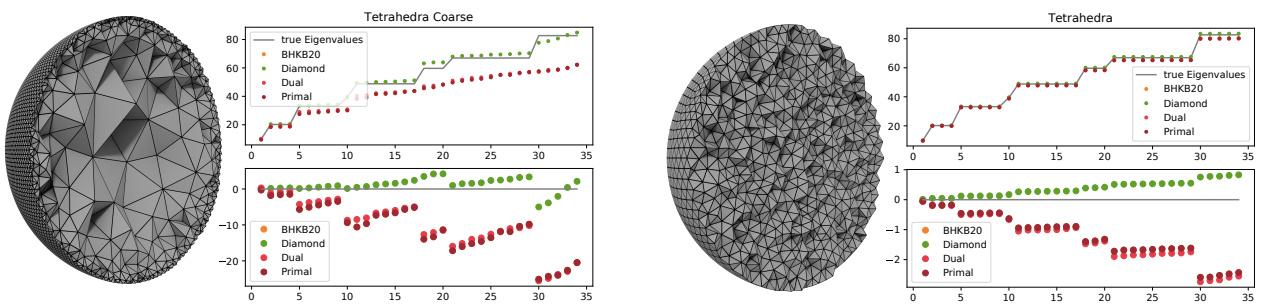 Tetrahedra Coarse
80
60
40
20
true Eigenvalues
BHKB20
Diamond
Dual
Primal
0 5 10 15 20 25 30 35
0
−10
−20
BHKB20
Diamond
Dual
Primal
0 5 10 15 20 25 30 35
Tetrahedra
80
60
40
20
true Eigenvalues
BHKB20
Diamond
Dual
Primal
0 5 10 15 20 25 30 35
1
0
−1
−2
BHKB20
Diamond
Dual
Primal
0 5 10 15 20 25 30 35